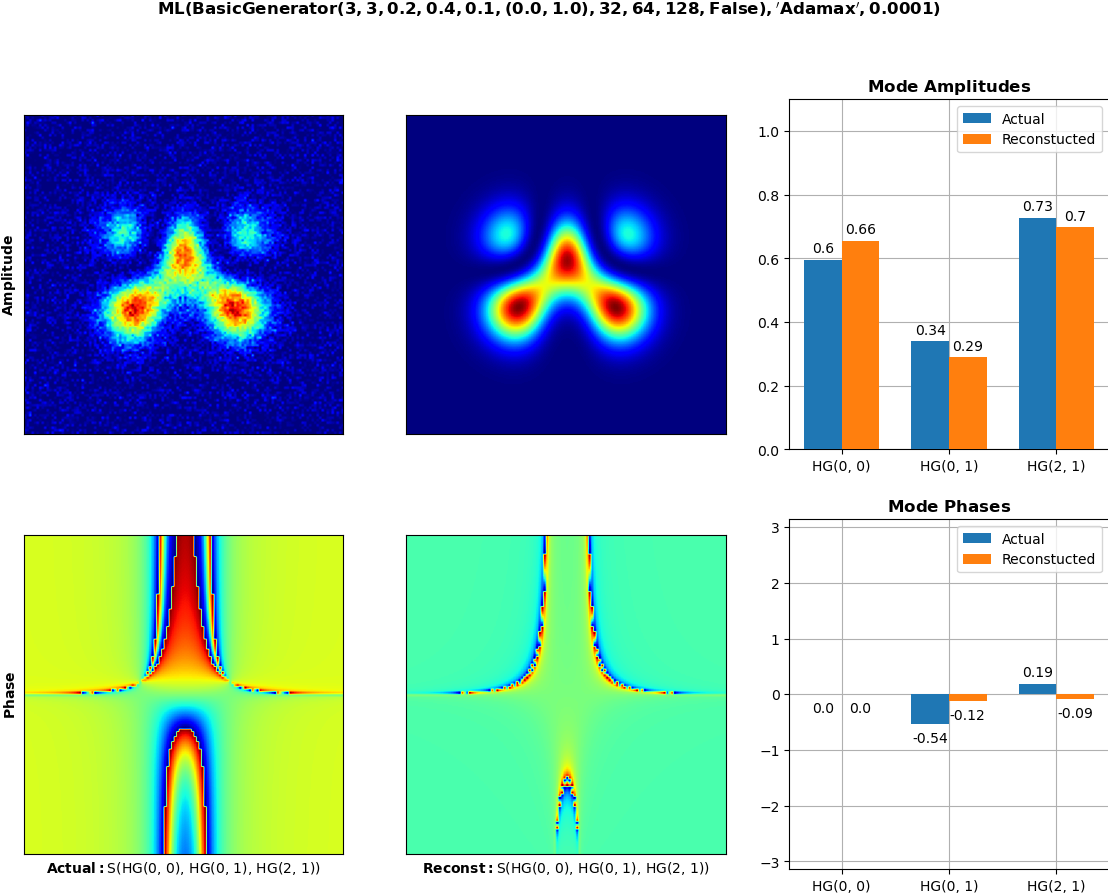 ML(BasicGenerator(3, 3, 0.2, 0.4, 0.1, (0.0, 1.0), 32, 64, 128, False), ′Adamax′, 0.0001)
Amplitude
Mode Amplitudes
Actual
Reconstucted
1.0
0.8
0.6
0.4
0.2
0.0
0.6
0.66
0.34
0.29
0.73
0.7
HG(0, 0)
HG(0, 1)
HG(2, 1)
Phase
Actual: S(HG(0, 0), HG(0, 1), HG(2, 1))
Reconst: S(HG(0, 0), HG(0, 1), HG(2, 1))
Mode Phases
Actual
Reconstucted
3
2
1
0
−1
−2
−3
0.0
0.0
-0.54
-0.12
0.19
-0.09
HG(0, 0)
HG(0, 1)
HG(2, 1)